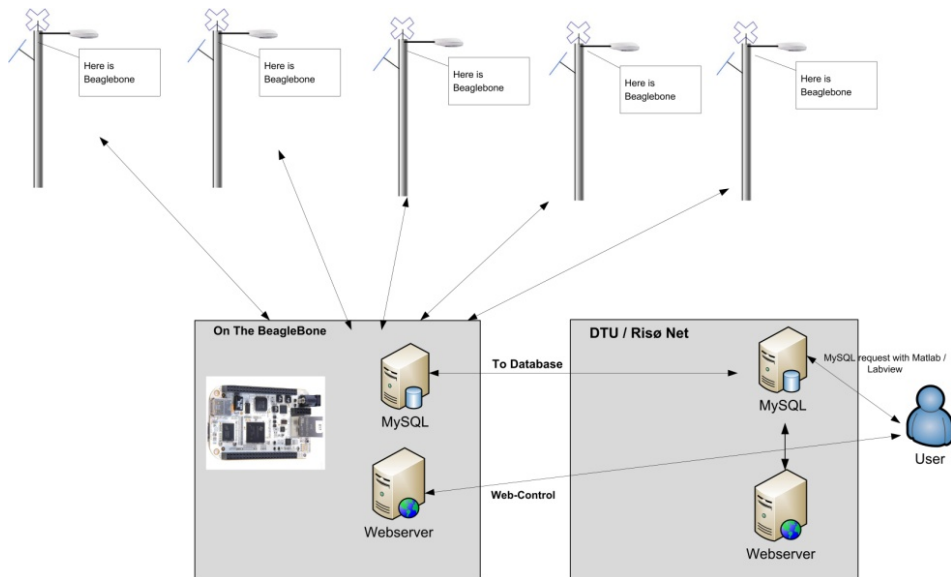 Here is
Beaglebone
Here is
Beaglebone
Here is
Beaglebone
Here is
Beaglebone
Here is
Beaglebone
On The BeagleBone
MySQL
Webserver
To Database
Web-Control
DTU / Risø Net
MySQL
Webserver
MySQL request with Matlab /
Labview
User